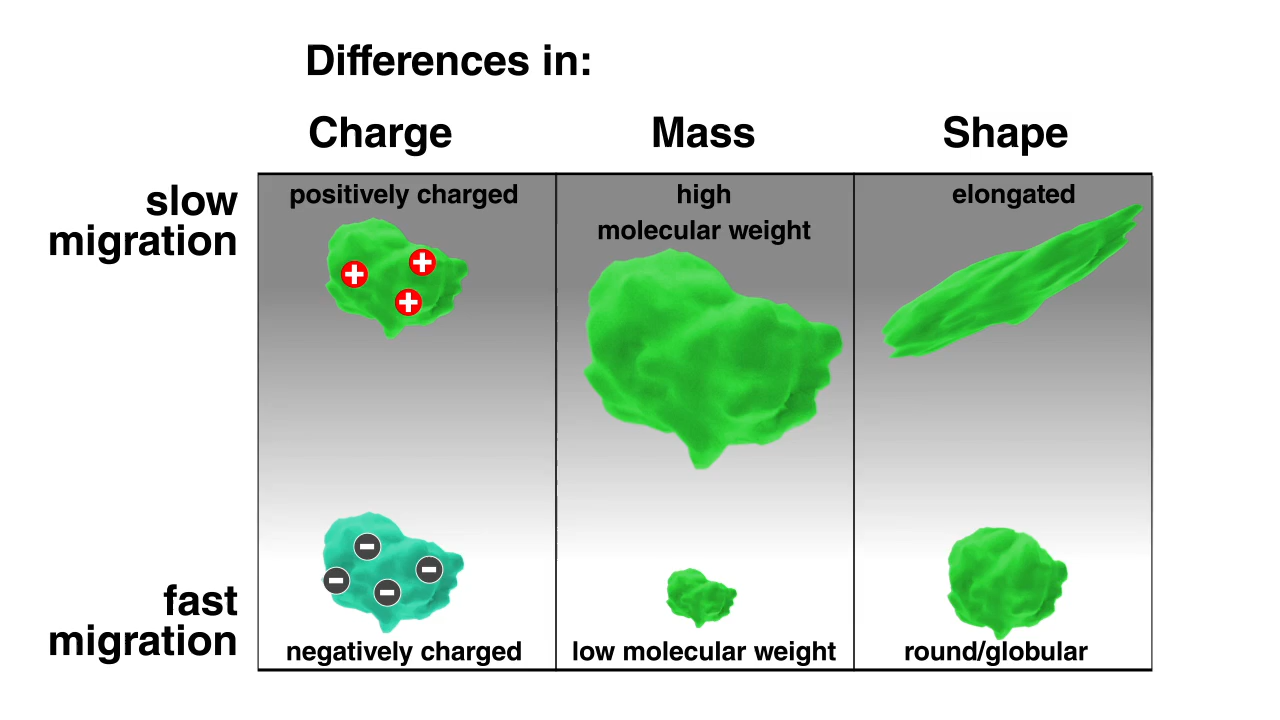 Differences in:
Charge
Mass
Shape
slow
migration
positively charged
high
molecular weight
elongated
fast
migration
negatively charged
low molecular weight
round/globular